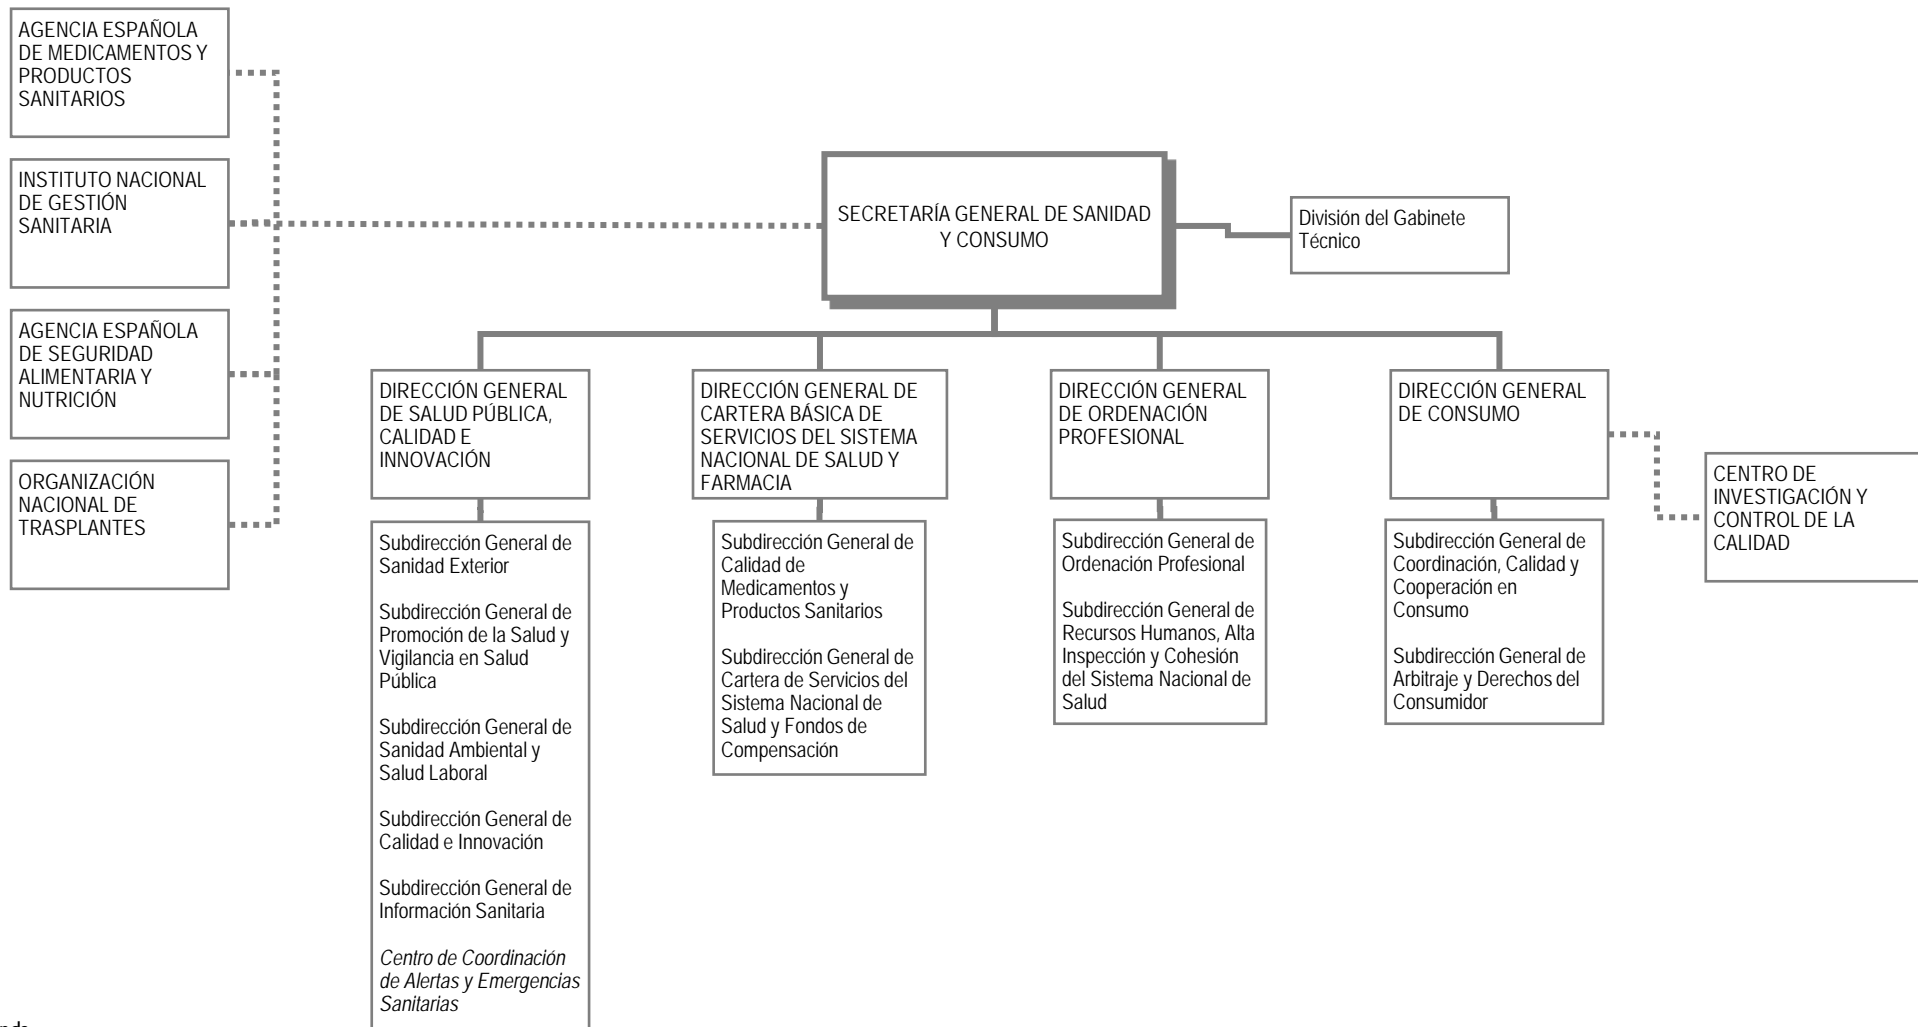 AGENCIA ESPAÑOLA
DE MEDICAMENTOS Y
PRODUCTOS
SANITARIOS
INSTITUTO NACIONAL
DE GESTIÓN
SANITARIA
AGENCIA ESPAÑOLA
DE SEGURIDAD
ALIMENTARIA Y
NUTRICIÓN
ORGANIZACIÓN
NACIONAL DE
TRASPLANTES
SECRETARÍA GENERAL DE SANIDAD
Y CONSUMO
División del Gabinete
Técnico
DIRECCIÓN GENERAL
DE SALUD PÚBLICA,
CALIDAD E
INNOVACIÓN
Subdirección General de
Sanidad Exterior
Subdirección General de
Promoción de la Salud y
Vigilancia en Salud
Pública
Subdirección General de
Sanidad Ambiental y
Salud Laboral
Subdirección General de
Calidad e Innovación
Subdirección General de
Información Sanitaria
Centro de Coordinación
de Alertas y Emergencias
Sanitarias
DIRECCIÓN GENERAL DE
CARTERA BÁSICA DE
SERVICIOS DEL SISTEMA
NACIONAL DE SALUD Y
FARMACIA
Subdirección General de
Calidad de
Medicamentos y
Productos Sanitarios
Subdirección General de
Cartera de Servicios del
Sistema Nacional de
Salud y Fondos de
Compensación
DIRECCIÓN GENERAL
DE ORDENACIÓN
PROFESIONAL
Subdirección General de
Ordenación Profesional
Subdirección General de
Recursos Humanos, Alta
Inspección y Cohesión
del Sistema Nacional de
Salud
DIRECCIÓN GENERAL
DE CONSUMO
Subdirección General de
Coordinación, Calidad y
Cooperación en
Consumo
Subdirección General de
Arbitraje y Derechos del
Consumidor
CENTRO DE
INVESTIGACIÓN Y
CONTROL DE LA
CALIDAD